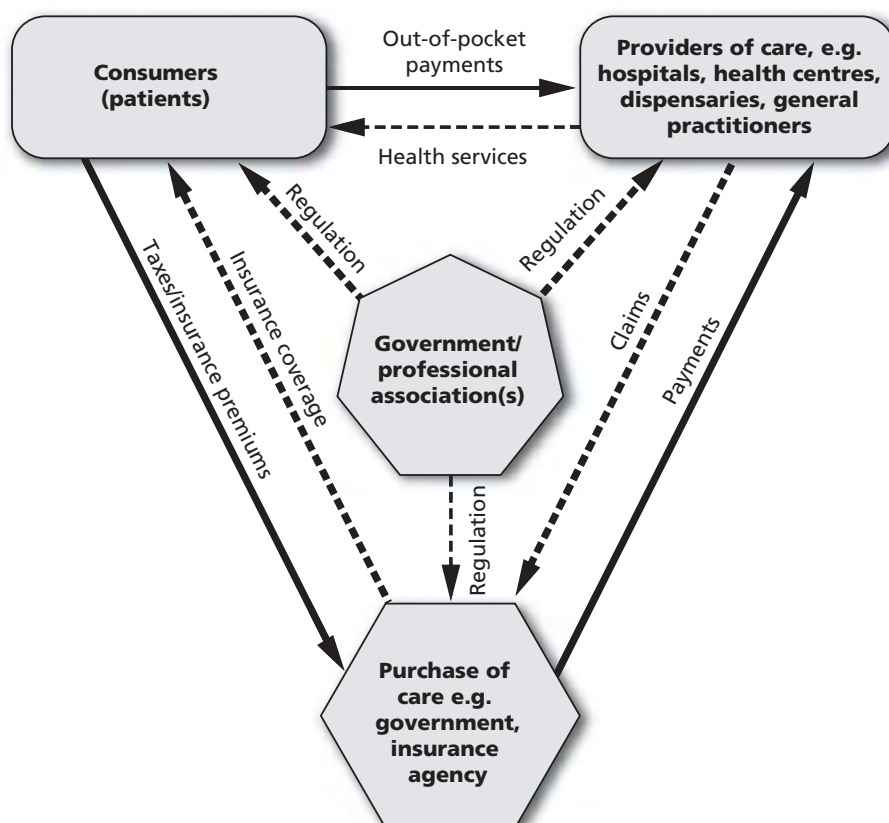 Consumers
(patients)
Out-of-pocket
payments
Providers of care, e.g.
hospitals, health centres,
dispensaries, general
practitioners
Health services
Regulation
Regulation
Taxes/insurance premiums
Insurance coverage
Government/
professional
association(s)
Claims
Payments
Regulation
Purchase of
care e.g.
government,
insurance
agency